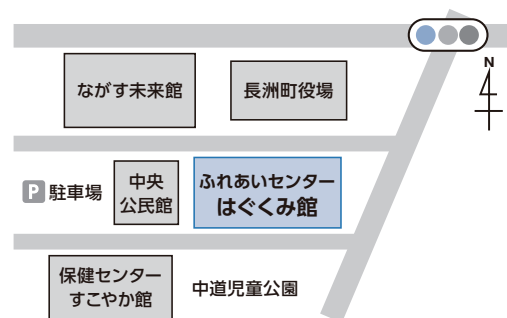 N
ながす未来館
長洲町役場
P 駐車場
中央
公民館
ふれあいセンター
はぐくみ館
保健センター
すこやか館
中道児童公園